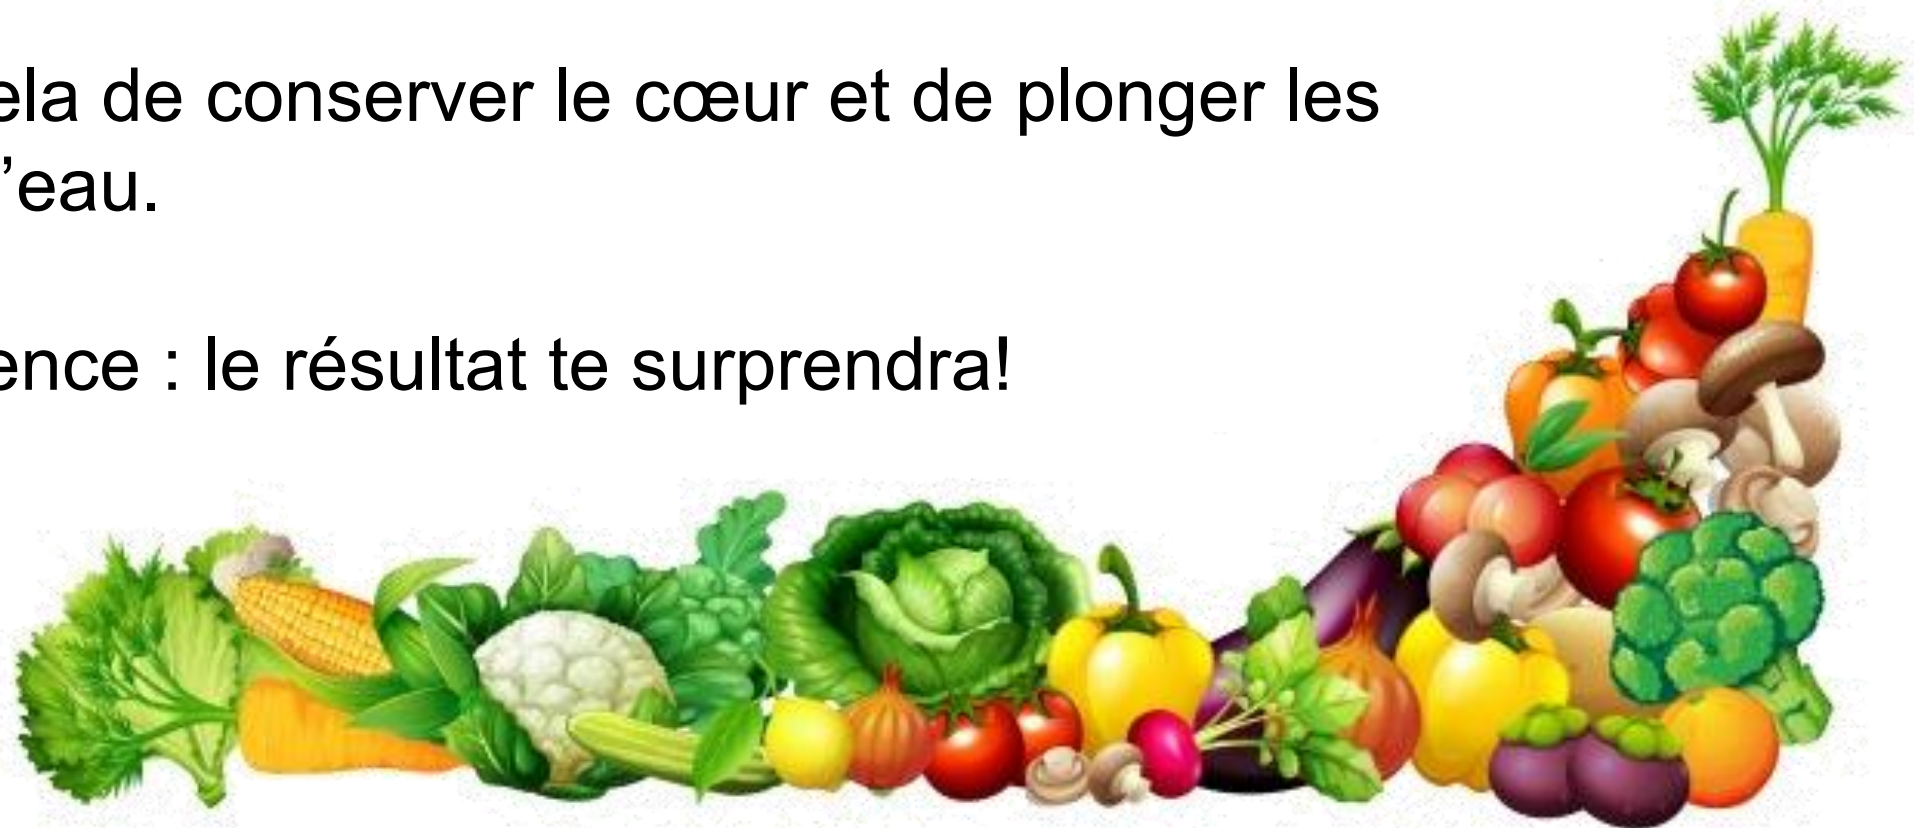 ela de conserver le cœur et de plonger les
’eau.
ence : le résultat te surprendra!